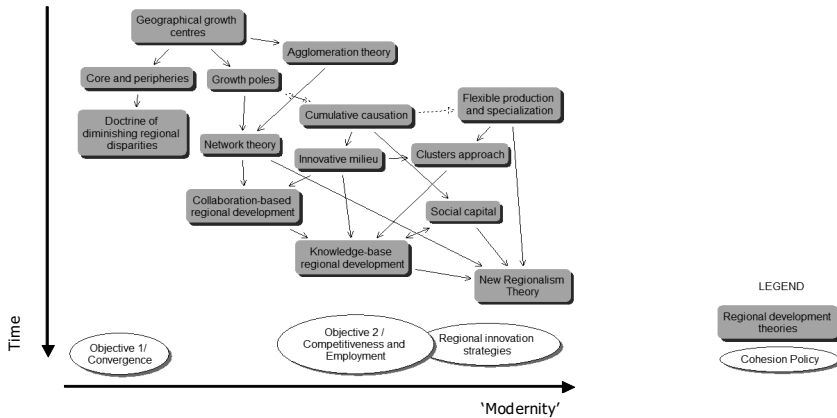 Geographical growth
centres
Agglomeration theory
Core and peripheries
Growth poles
Flexible production
and specialization
Cumulative causation
Doctrine of
diminishing regional
disparities
Network theory
Innovative milieu
Clusters approach
Collaboration-based
regional development
Social capital
Knowledge-base
regional development
New Regionalism
Theory
LEGEND
Regional development
theories
Cohesion Policy
Time
Objective 1/
Convergence
Objective 2 /
Competitiveness and
Employment
Regional innovation
strategies
‘Modernity’